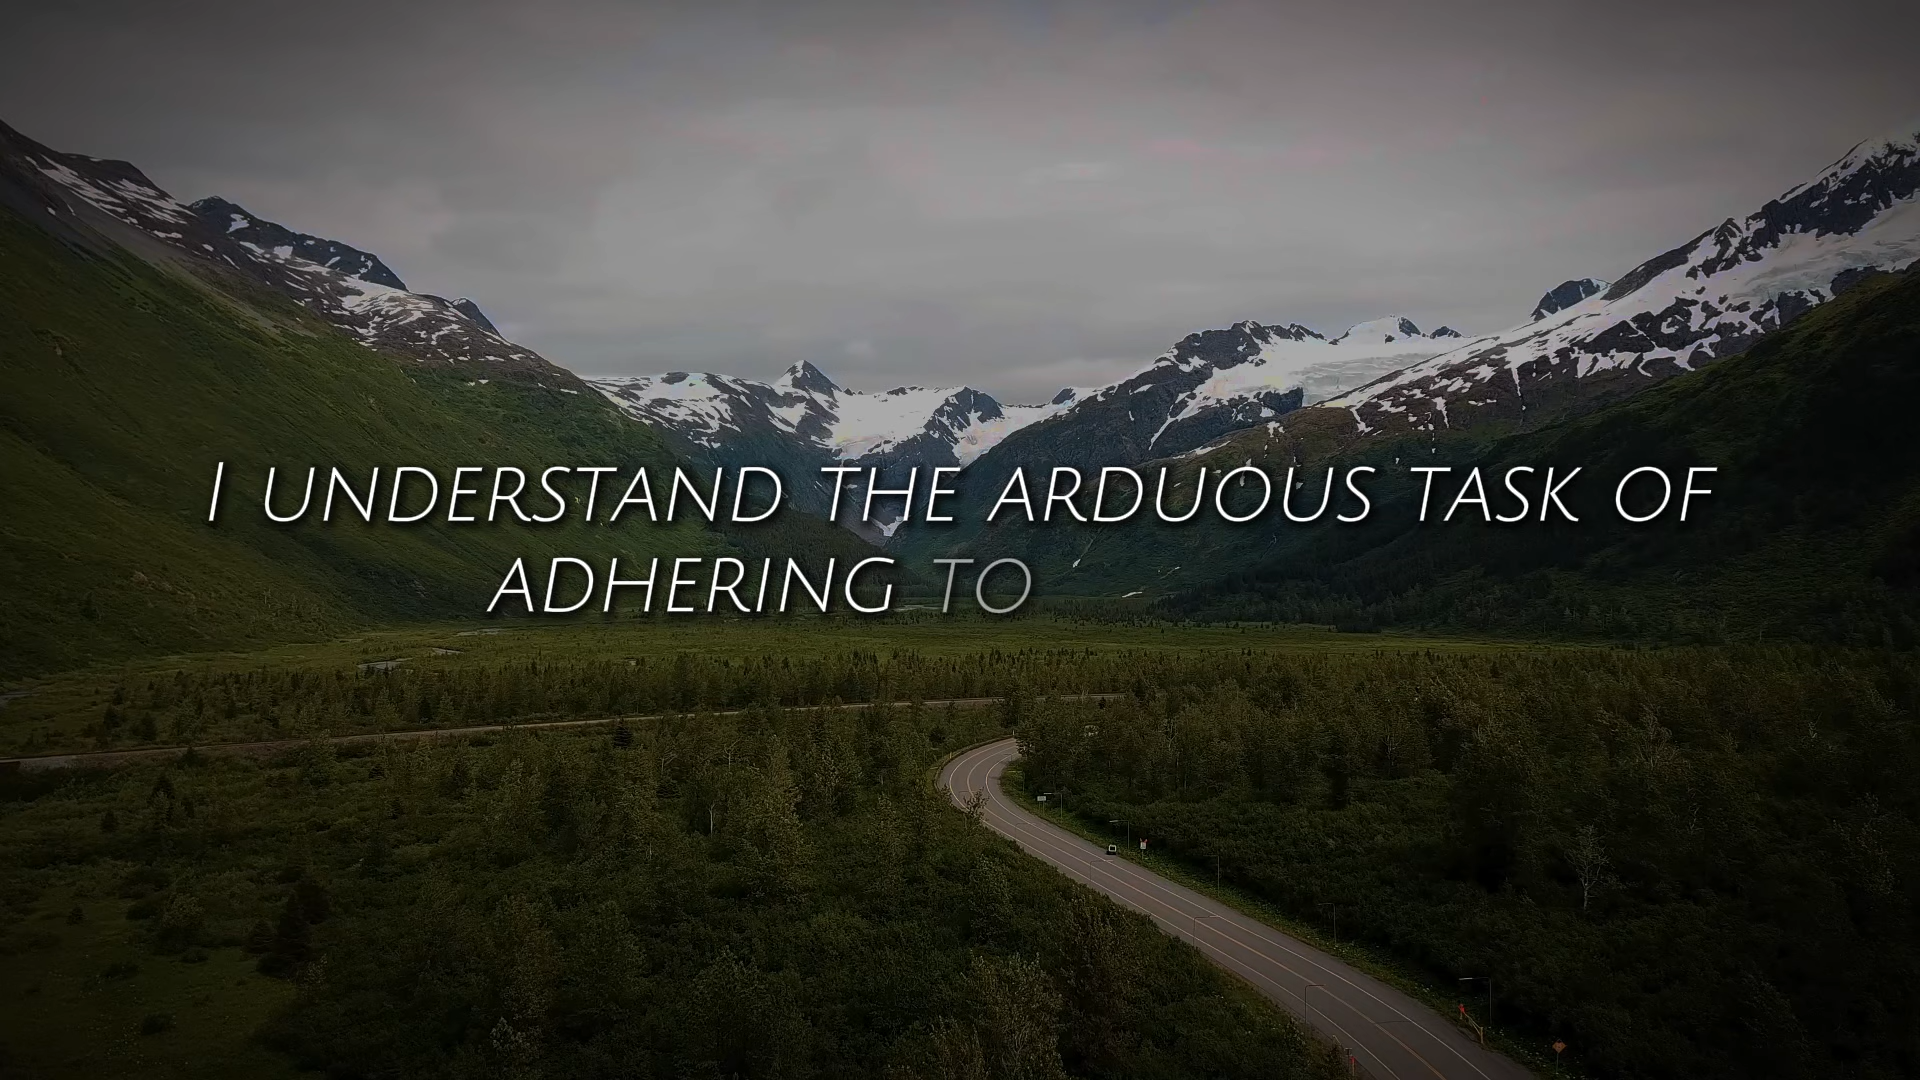 I UNDERSTAND THE ARDUOUS TASK OF
ADHERING TO